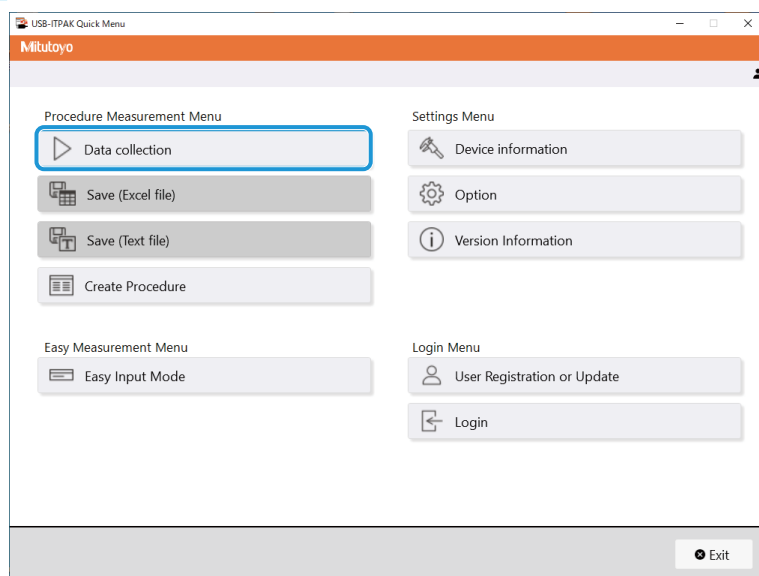 USB-ITPAK Quick Menu
Mitutoyo
Procedure Measurement Menu
Data collection
Save (Excel file)
Save (Text file)
Create Procedure
Easy Measurement Menu
Easy Input Mode
Settings Menu
Device information
Option
Version Information
Login Menu
User Registration or Update
Login
Exit